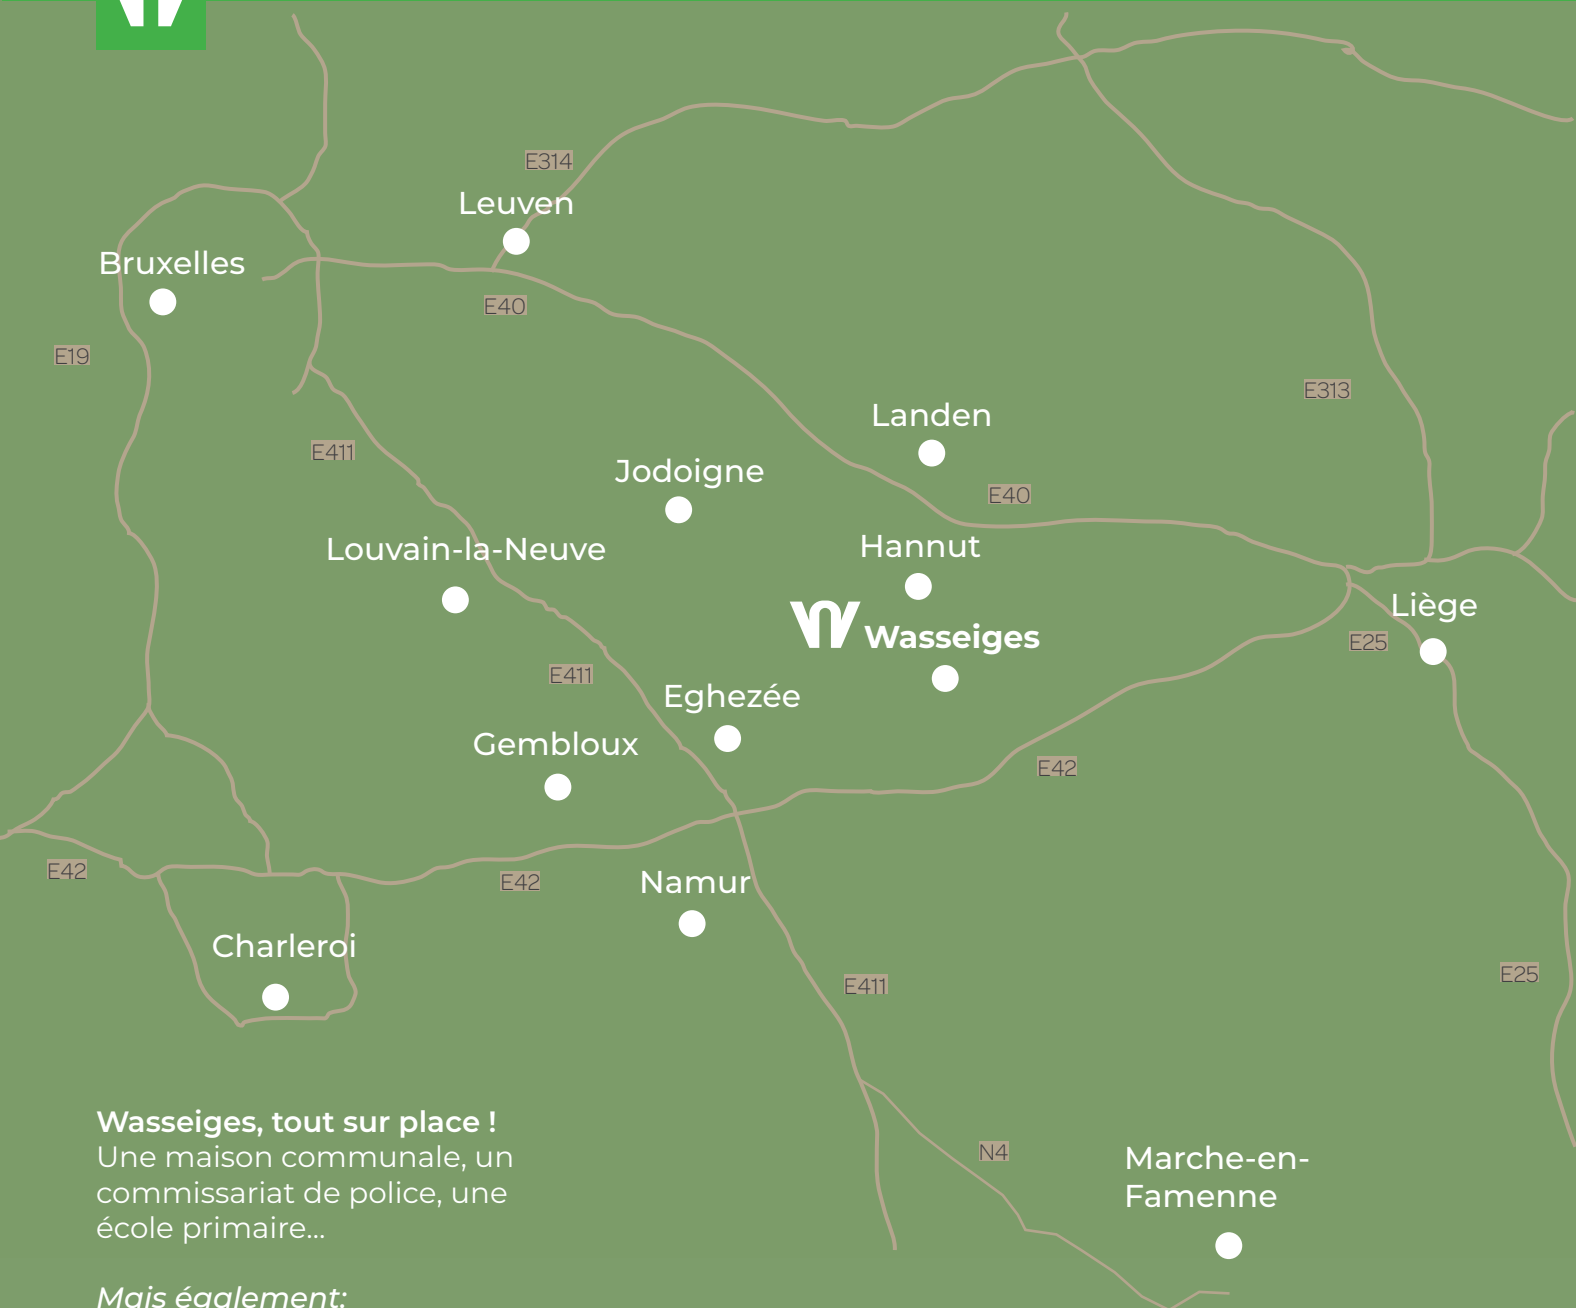 E314
Leuven
Bruxelles
E40
E19
E313
Landen
E411
Jodoigne
E40
Louvain-la-Neuve
Hannut
Liège
Wasseiges
E25
E411
Eghezée
Gembloux
E42
E42
E42
Namur
Charleroi
E25
E411
Wasseiges, tout sur place !
Une maison communale, un
commissariat de police, une
école primaire...
N4
Marche-en-
Famenne
Mais également: